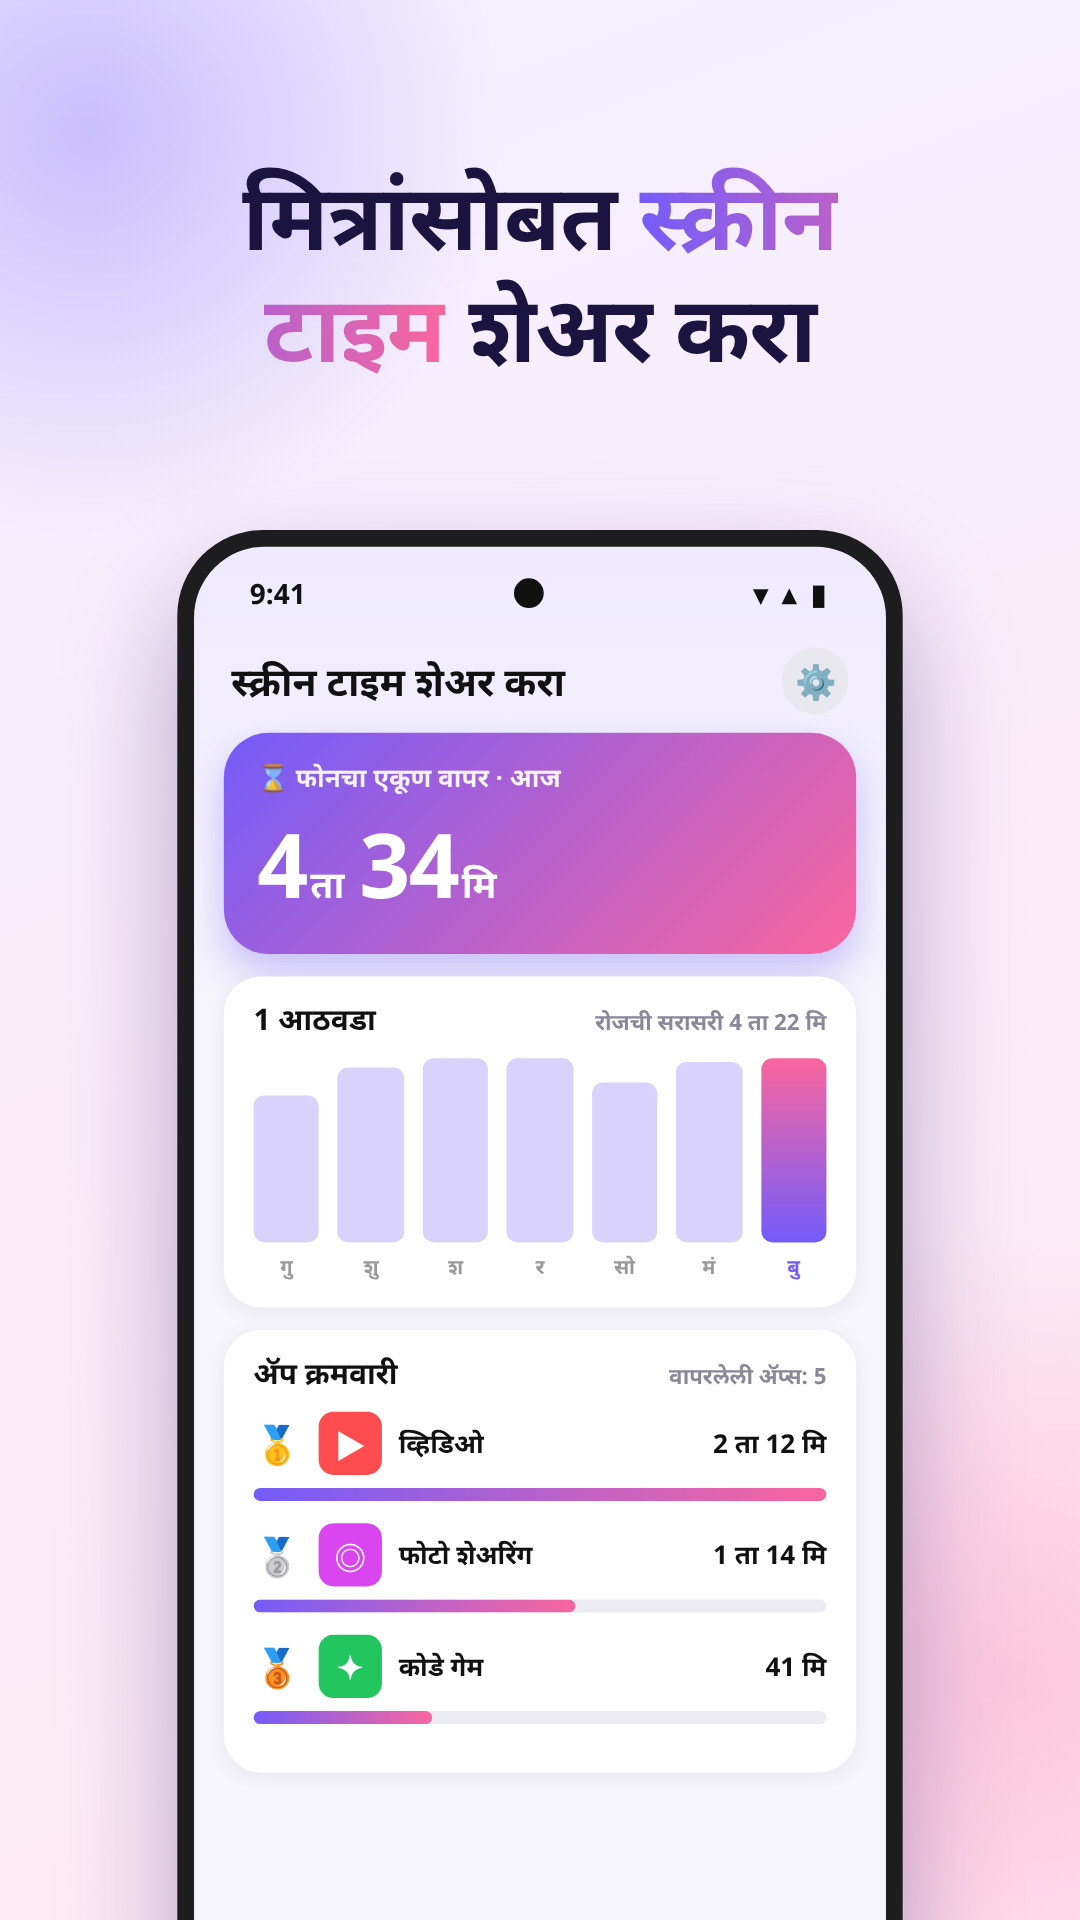 मित्रांसोबत स्क्रीन
टाइम शेअर करा
9:41
स्क्रीन टाइम शेअर करा
फोनचा एकूण वापर · आज
4ता 34मि
1 आठवडा
रोजची सरासरी 4 ता 22 मि
गु शु श र सो मं बु
ॲप क्रमवारी
वापरलेली ॲप्स: 5
व्हिडिओ
2 ता 12 मि
फोटो शेअरिंग
1 ता 14 मि
कोडे गेम
41 मि